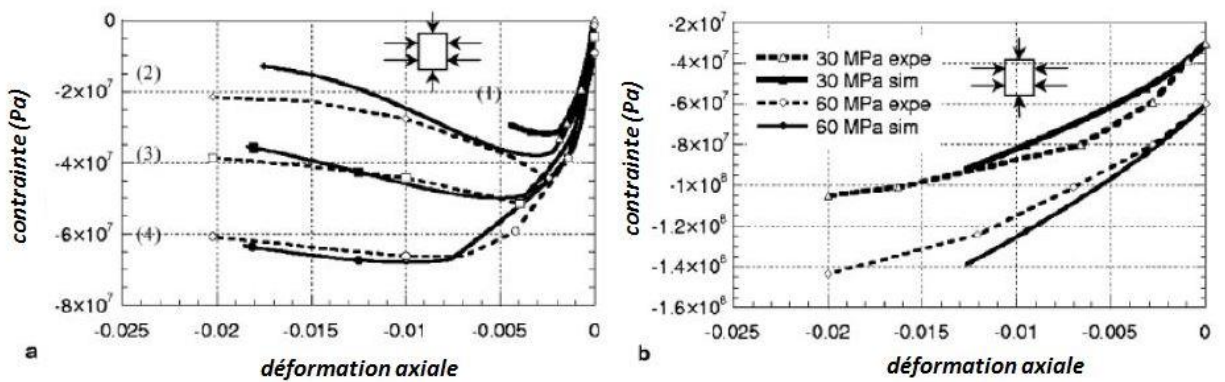 0
-2x10⁷
-4x10⁷
-6x10⁷
-8x10⁷
contrainte (Pa)
(1)
(2)
(3)
(4)
-0.025
-0.02
-0.015
-0.01
-0.005
0
déformation axiale
a
-2x10⁷
-4x10⁷
-6x10⁷
-8x10⁷
-1x10⁸
-1.2x10⁸
-1.4x10⁸
-1.6x10⁸
contrainte (Pa)
30 MPa expe
30 MPa sim
60 MPa expe
60 MPa sim
-0.025
-0.02
-0.015
-0.01
-0.005
0
déformation axiale
b